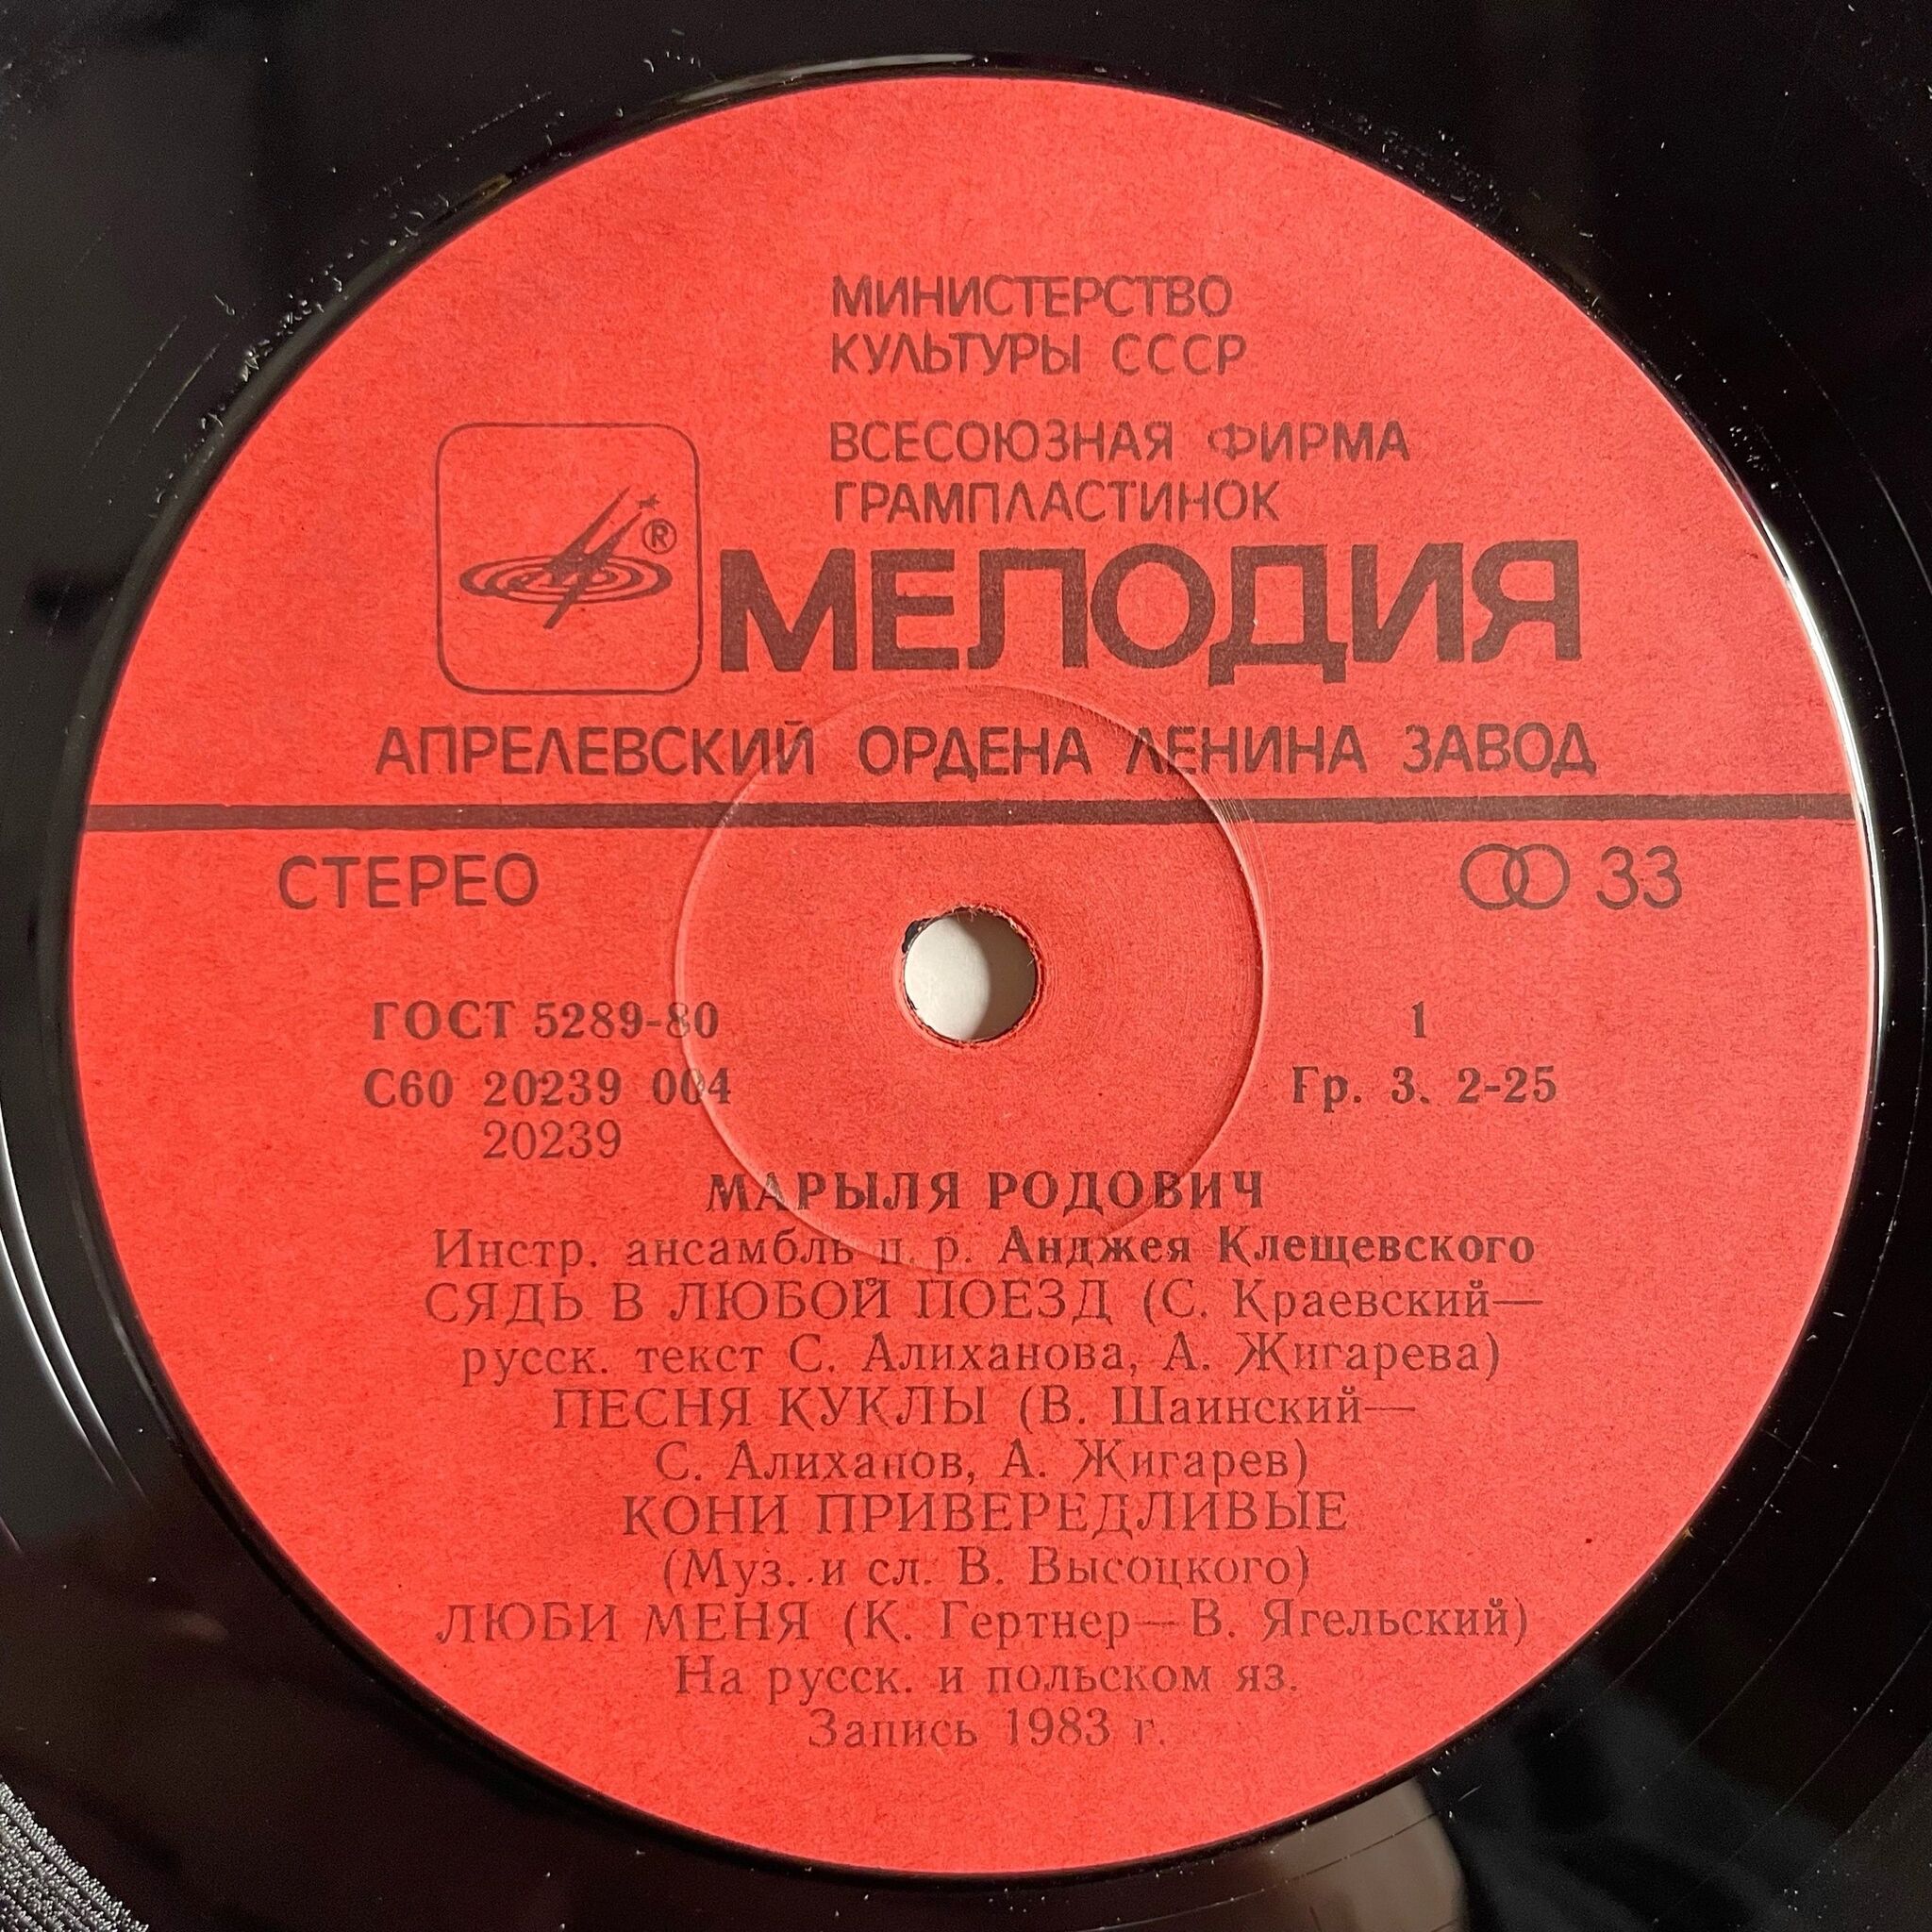 МИНИСТЕРСТВО
КУЛЬТУРЫ СССР
ВСЕСОЮЗНАЯ ФИРМА
ГРАМПЛАСТИНОК
®
МЕЛОДИЯ
АПРЕЛЕВСКИЙ ОРДЕНА ЛЕНИНА ЗАВОД
СТЕРЕО
33
ГОСТ 5289-80
1
С60 20239 004
Гр. 3. 2-25
20239
МАРЫЛЯ РОДОВИЧ
Инстр. ансамбль п. р. Анджея Клещевского
СЯДЬ В ЛЮБОЙ ПОЕЗД (С. Краевский—
русск. текст С. Алиханова, А. Жигарева)
ПЕСНЯ КУКЛЫ (В. Шаинский—
С. Алиханов, А. Жигарев)
КОНИ ПРИВЕРЕДЛИВЫЕ
(Муз. и сл. В. Высоцкого)
ЛЮБИ МЕНЯ (К. Гертнер—В. Ягельский)
На русск. и польском яз.
Запись 1983 г.